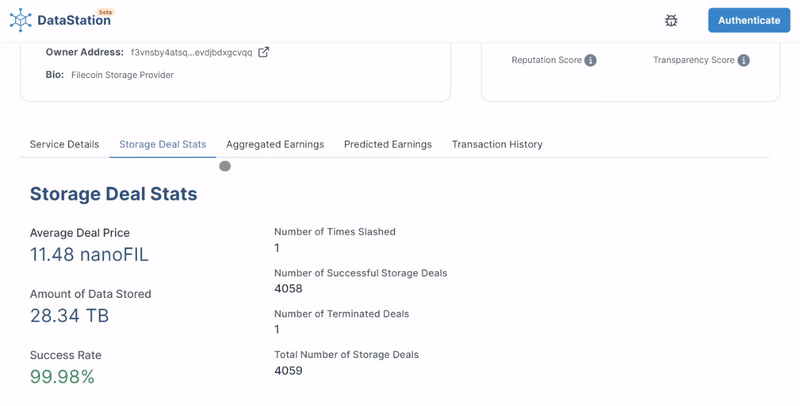 DataStation
beta
Authenticate
Owner Address: f3vnsby4atsq...evdjbdxgcvqq
Bio: Filecoin Storage Provider
Reputation Score
Transparency Score
Service Details
Storage Deal Stats
Aggregated Earnings
Predicted Earnings
Transaction History
Storage Deal Stats
Average Deal Price
11.48 nanoFIL
Amount of Data Stored
28.34 TB
Success Rate
99.98%
Number of Times Slashed
1
Number of Successful Storage Deals
4058
Number of Terminated Deals
1
Total Number of Storage Deals
4059